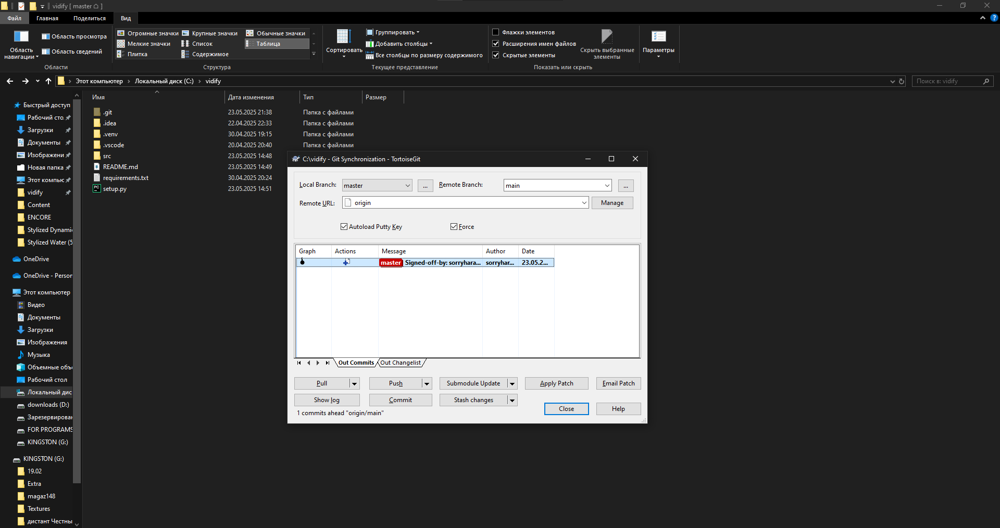 vidify [ master ]
Файл Главная Поделиться Вид
Область навигации
Область просмотра
Область сведений
Области
Огромные значки Крупные значки Обычные значки
Мелкие значки Список Таблица
Плитка Содержимое
Структура
Сортировать
Группировать
Добавить столбцы
Все столбцы по размеру содержимого
Текущее представление
Флажки элементов
Расширения имен файлов
Скрытые элементы
Скрыть выбранные элементы
Показать или скрыть
Параметры
Этот компьютер › Локальный диск (C:) › vidify
Поиск в: vidify
Быстрый доступ
Рабочий сто.
Загрузки
Документы
Изображени
Новая папка
Этот компьк
vidify
Content
ENCORE
Stylized Dynami
Stylized Water (5
OneDrive
OneDrive - Person
Этот компьютер
Видео
Документы
Загрузки
Изображения
Музыка
Объемные объ
Рабочий стол
Локальный дис
downloads (D:)
Зарезервирован
FOR PROGRAMS
KINGSTON (G:)
KINGSTON (G:)
19.02
Extra
magaz148
Textures
дистант Честны
Имя Дата изменения Тип Размер
.git 23.05.2025 21:38 Папка с файлами
.idea 22.04.2025 22:33 Папка с файлами
.venv 30.04.2025 19:15 Папка с файлами
.vscode 20.04.2025 20:40 Папка с файлами
src 23.05.2025 14:48
README.md 23.05.2025 14:49
requirements.txt 30.04.2025 20:24
setup.py 23.05.2025 14:51
C:\vidify - Git Synchronization - TortoiseGit
Local Branch: master ... Remote Branch: main ...
Remote URL: origin Manage
Autoload Putty Key Force
Graph Actions Message Author Date
master Signed-off-by: sorryhara... sorryhar... 23.05.2...
Out Commits Out Changelist
Pull Push Submodule Update Apply Patch Email Patch
Show log Commit Stash changes
Close Help
1 commits ahead "origin/main"